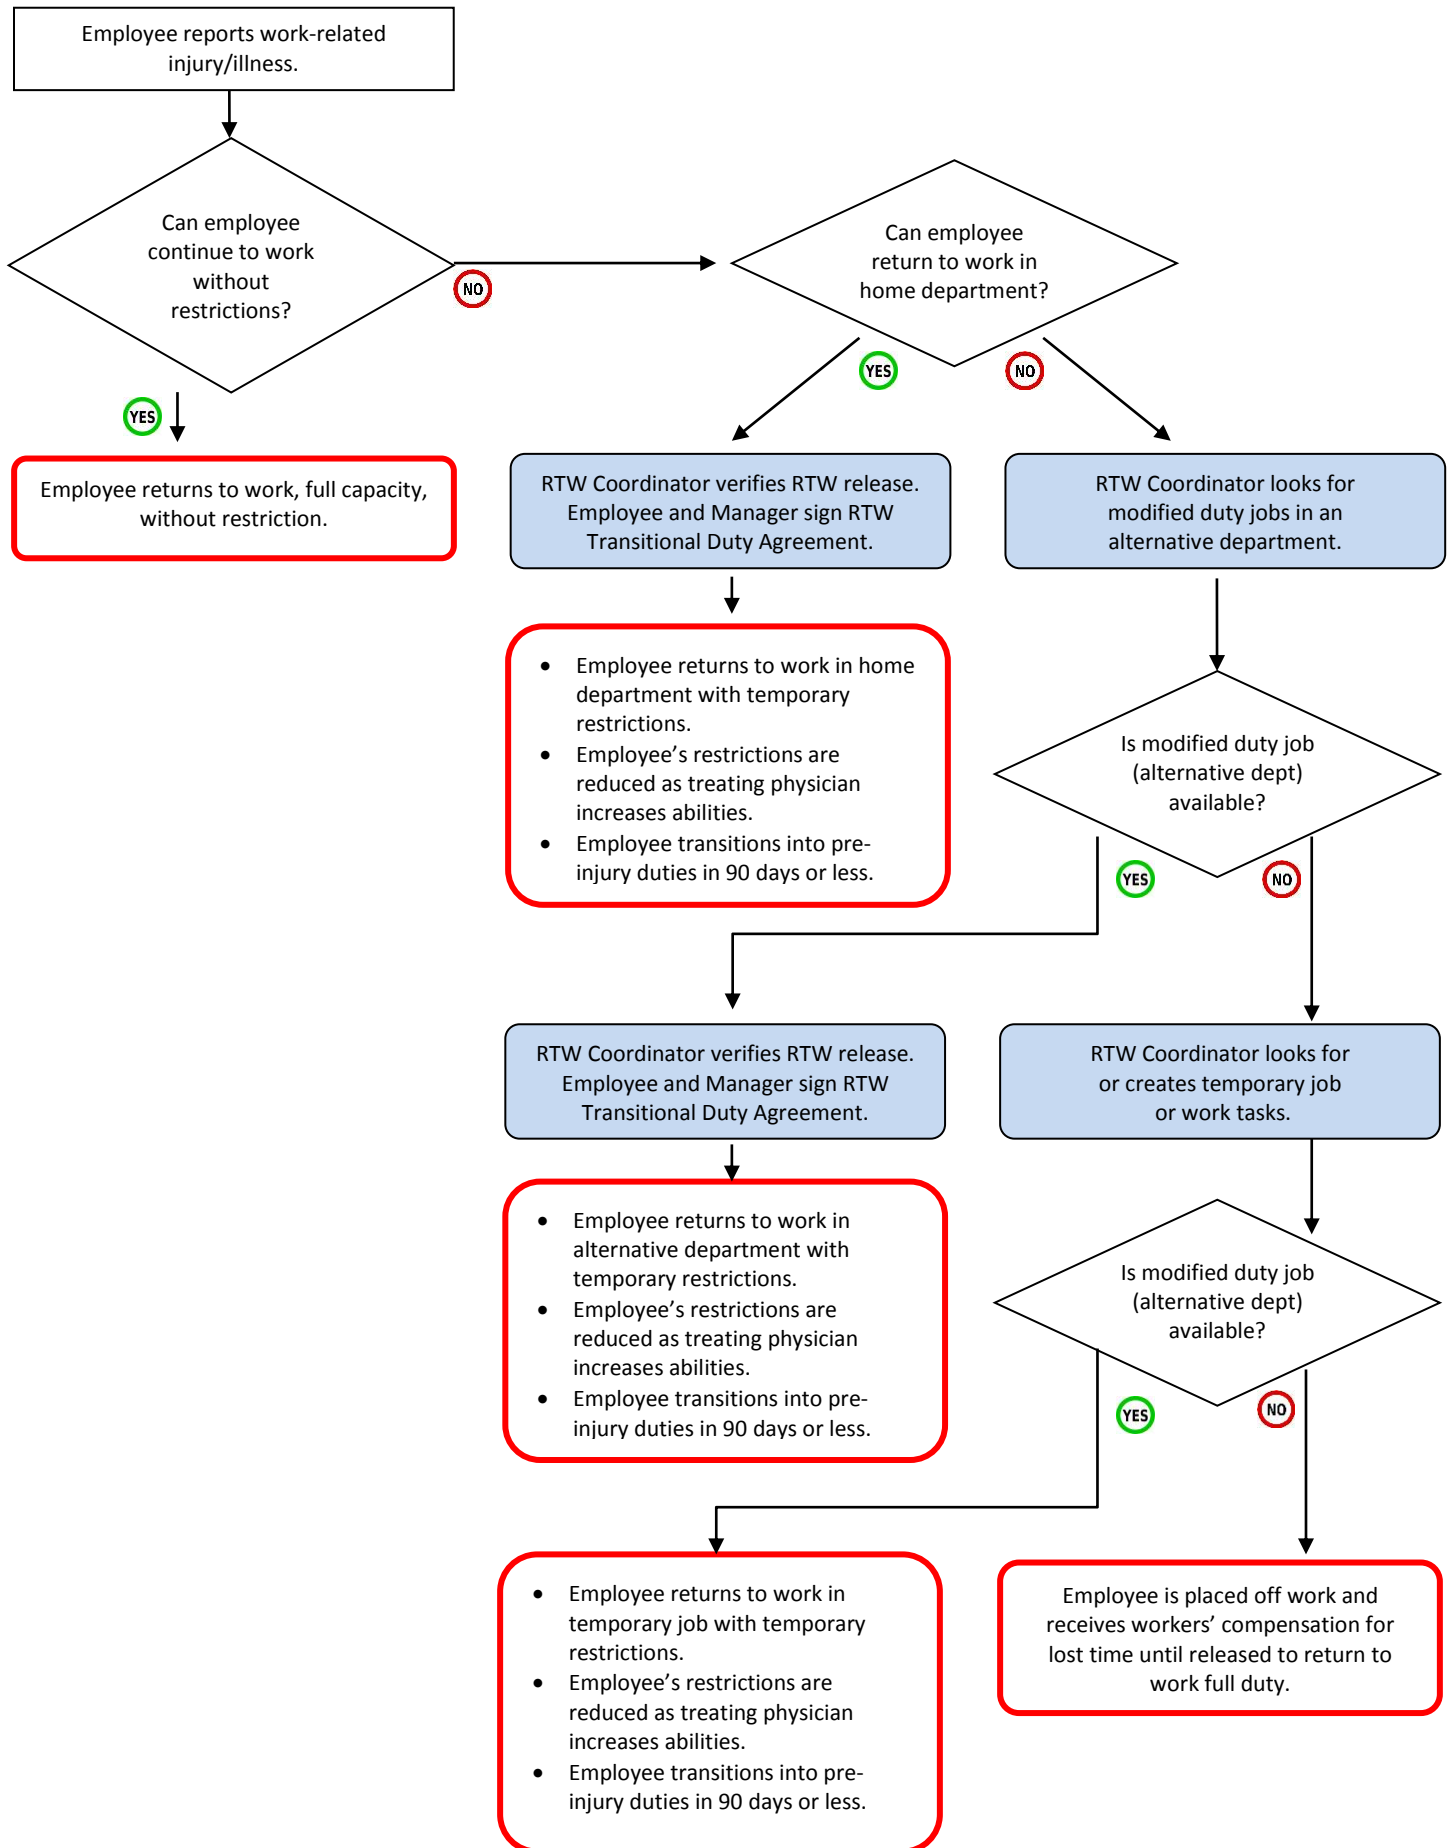 Employee reports work-related
injury/illness.
Can employee
continue to work
without
restrictions?
NO
Can employee
return to work in
home department?
YES
NO
YES
Employee returns to work, full capacity,
without restriction.
RTW Coordinator verifies RTW release.
Employee and Manager sign RTW
Transitional Duty Agreement.
RTW Coordinator looks for
modified duty jobs in an
alternative department.
• Employee returns to work in home
department with temporary
restrictions.
• Employee’s restrictions are
reduced as treating physician
increases abilities.
• Employee transitions into pre-
injury duties in 90 days or less.
Is modified duty job
(alternative dept)
available?
YES
NO
RTW Coordinator verifies RTW release.
Employee and Manager sign RTW
Transitional Duty Agreement.
RTW Coordinator looks for
or creates temporary job
or work tasks.
• Employee returns to work in
alternative department with
temporary restrictions.
• Employee’s restrictions are
reduced as treating physician
increases abilities.
• Employee transitions into pre-
injury duties in 90 days or less.
Is modified duty job
(alternative dept)
available?
YES
NO
• Employee returns to work in
temporary job with temporary
restrictions.
• Employee’s restrictions are
reduced as treating physician
increases abilities.
• Employee transitions into pre-
injury duties in 90 days or less.
Employee is placed off work and
receives workers’ compensation for
lost time until released to return to
work full duty.